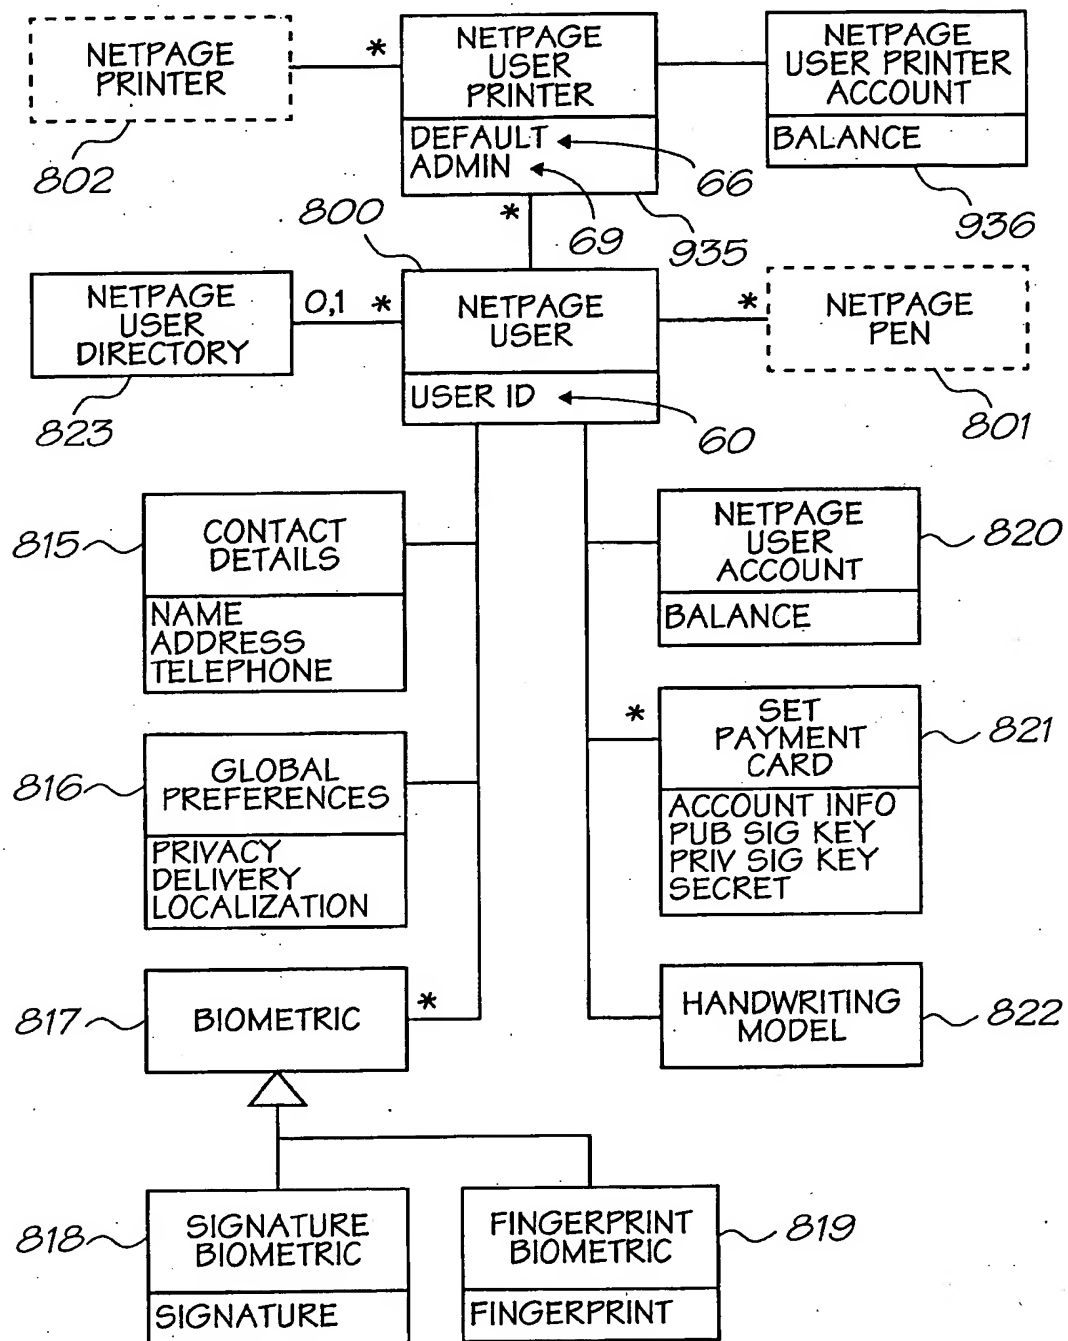 NETPAGE
PRINTER
802
*
NETPAGE
USER
PRINTER
DEFAULT
ADMIN
66
69
935
NETPAGE
USER PRINTER
ACCOUNT
BALANCE
936
*
800
NETPAGE
USER
DIRECTORY
823
0,1
*
NETPAGE
USER
USER ID
60
*
NETPAGE
PEN
801
815
CONTACT
DETAILS
NAME
ADDRESS
TELEPHONE
NETPAGE
USER
ACCOUNT
BALANCE
820
816
GLOBAL
PREFERENCES
PRIVACY
DELIVERY
LOCALIZATION
*
SET
PAYMENT
CARD
ACCOUNT INFO
PUB SIG KEY
PRIV SIG KEY
SECRET
821
817
BIOMETRIC
*
HANDWRITING
MODEL
822
818
SIGNATURE
BIOMETRIC
SIGNATURE
FINGERPRINT
BIOMETRIC
FINGERPRINT
819